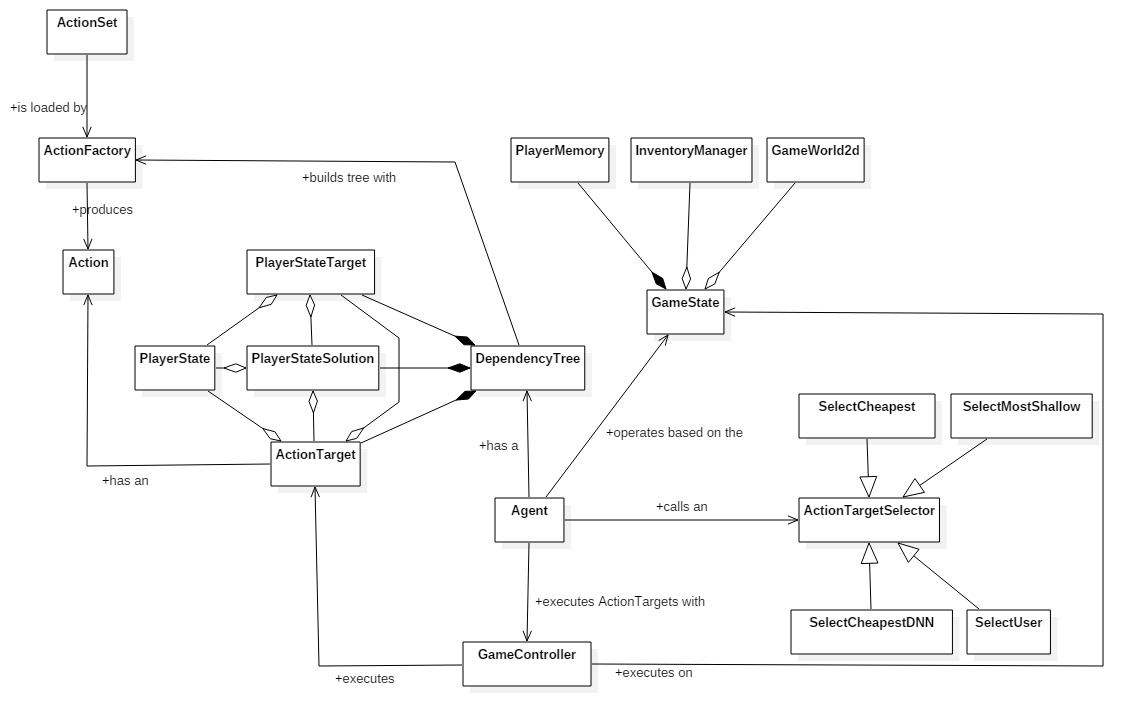 ActionSet
+is loaded by
ActionFactory
PlayerMemory
InventoryManager
GameWorld2d
+builds tree with
+produces
Action
PlayerStateTarget
GameState
PlayerState
PlayerStateSolution
DependencyTree
SelectCheapest
SelectMostShallow
+operates based on the
+has a
ActionTarget
+has an
Agent
+calls an
ActionTargetSelector
+executes ActionTargets with
SelectCheapestDNN
SelectUser
GameController
+executes
+executes on